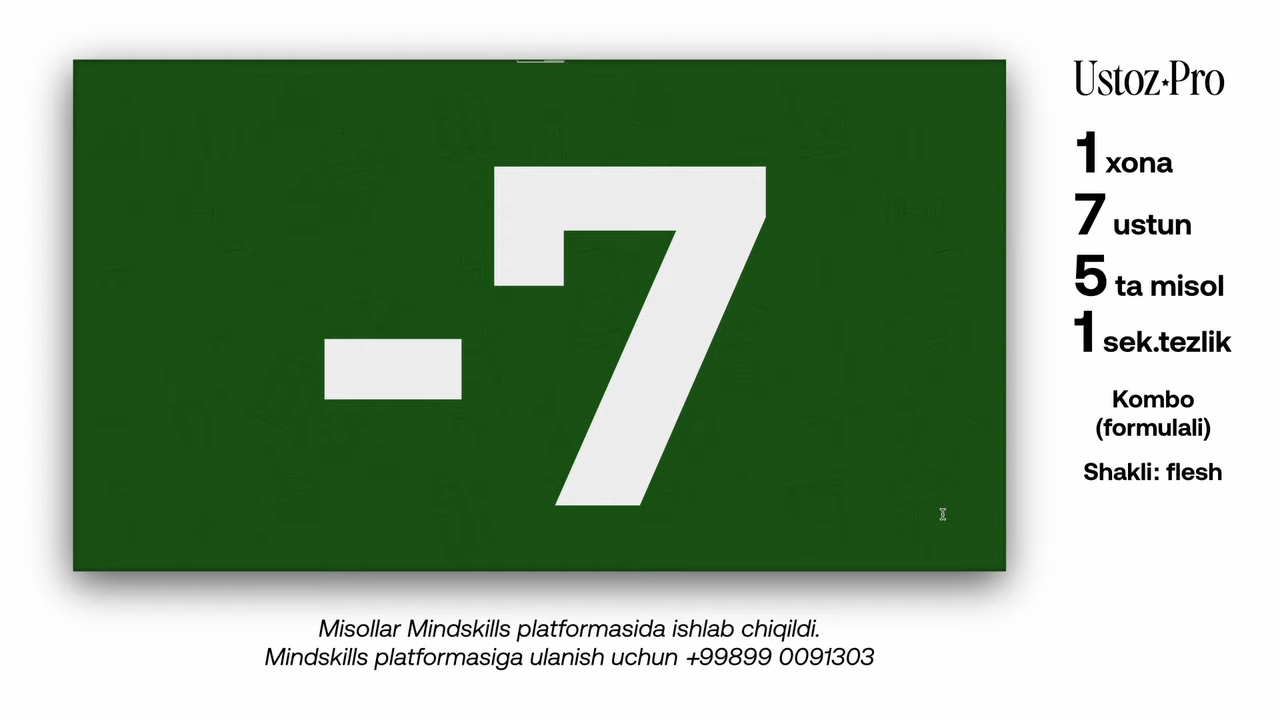 -7
Ustoz Pro
1 xona
7 ustun
5 ta misol
1 sek.tezlik
Kombo
(formulali)
Shakli: flesh
Misollar Mindskills platformasida ishlab chiqildi.
Mindskills platformasiga ulanish uchun +99899 0091303